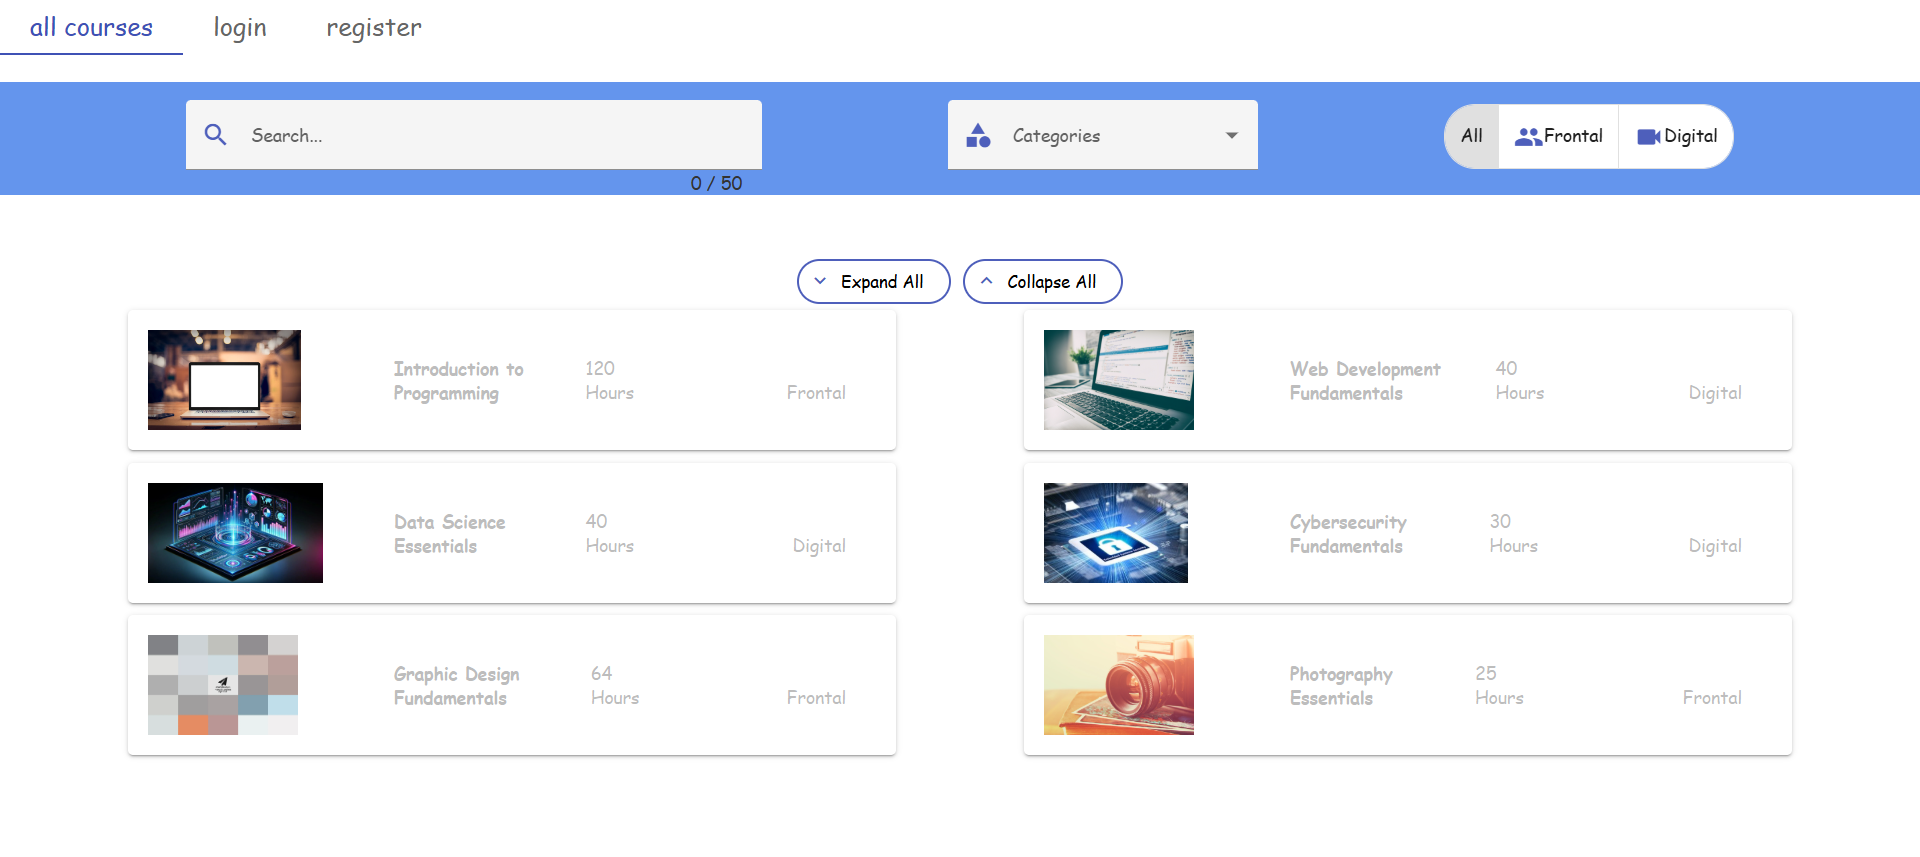 all courses login register
Search... Categories All Frontal Digital
0 / 50
Expand All Collapse All
Introduction to
Programming
120
Hours
Frontal
Web Development
Fundamentals
40
Hours
Digital
Data Science
Essentials
40
Hours
Digital
Cybersecurity
Fundamentals
30
Hours
Digital
Graphic Design
Fundamentals
64
Hours
Frontal
Photography
Essentials
25
Hours
Frontal